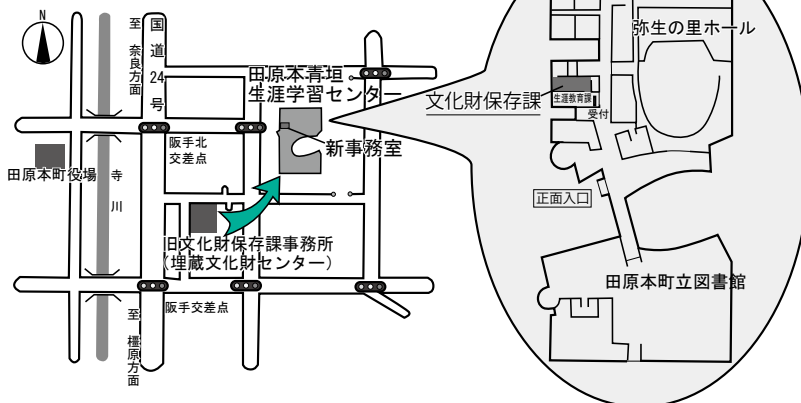 N
至 奈良方面
国道24号
田原本青垣
生涯学習センター
新事務室
阪手北
交差点
田原本町役場
寺川
旧文化財保存課事務所
(埋蔵文化財センター)
阪手交差点
至 橿原方面
弥生の里ホール
文化財保存課
生涯教育課
受付
正面入口
田原本町立図書館